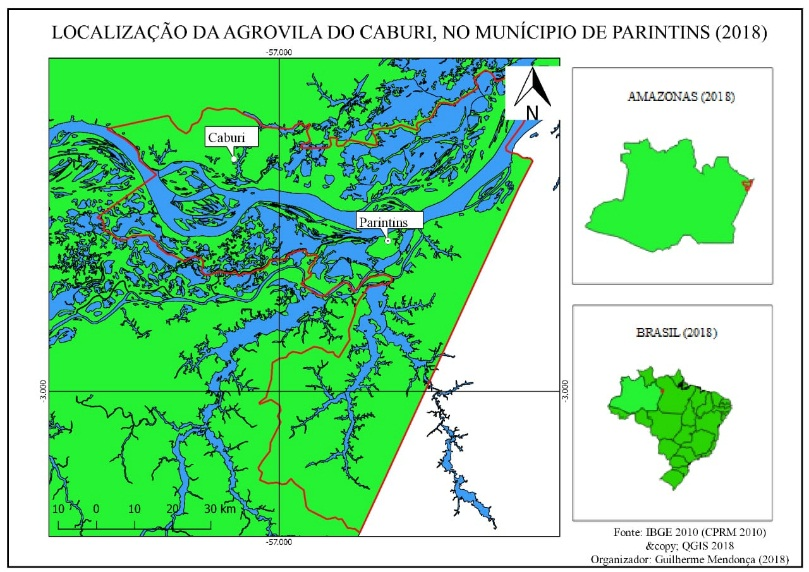 LOCALIZAÇÃO DA AGROVILA DO CABURI, NO MUNÍCIPIO DE PARINTINS (2018)
-57.000
N
AMAZONAS (2018)
Caburi
Parintins
BRASIL (2018)
-3.000
-3.000
10 0 10 20 30 km
-57.000
Fonte: IBGE 2010 (CPRM 2010)
&copy; QGIS 2018
Organizador: Guilherme Mendonça (2018)